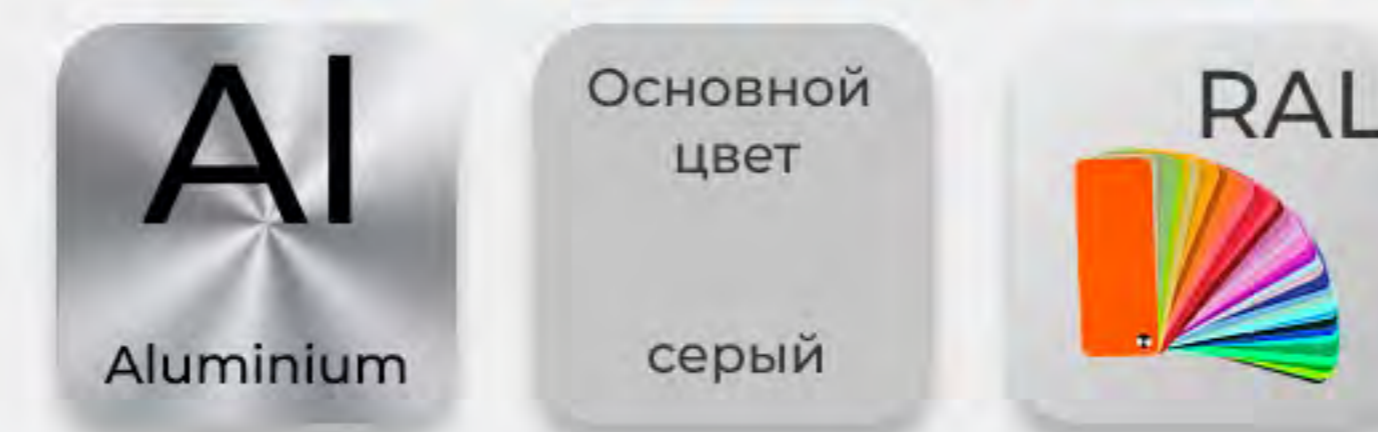 Al
Aluminium
Основной
цвет
серый
RAL